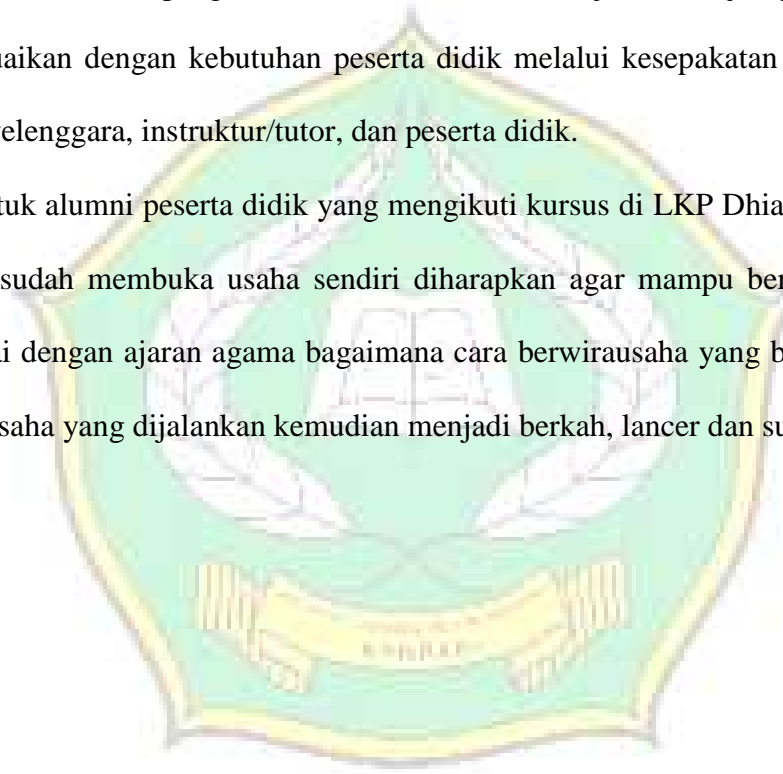 uaikan dengan kebutuhan peserta didik melalui kesepakatan
elenggara, instruktur/tutor, dan peserta didik.
tuk alumni peserta didik yang mengikuti kursus di LKP Dhia
sudah membuka usaha sendiri diharapkan agar mampu ber
ai dengan ajaran agama bagaimana cara berwirausaha yang b
saha yang dijalankan kemudian menjadi berkah, lancer dan su